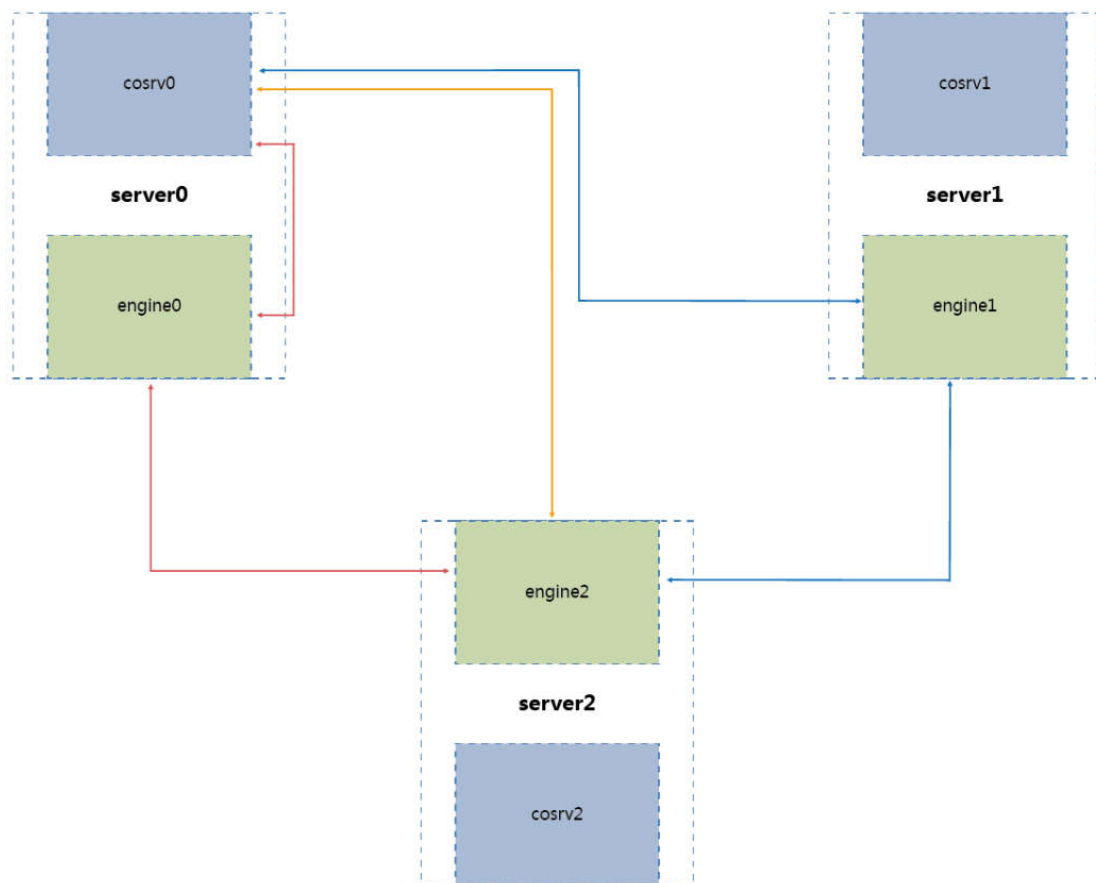 cosrv0
cosrv1
server0
server1
engine0
engine1
engine2
server2
cosrv2